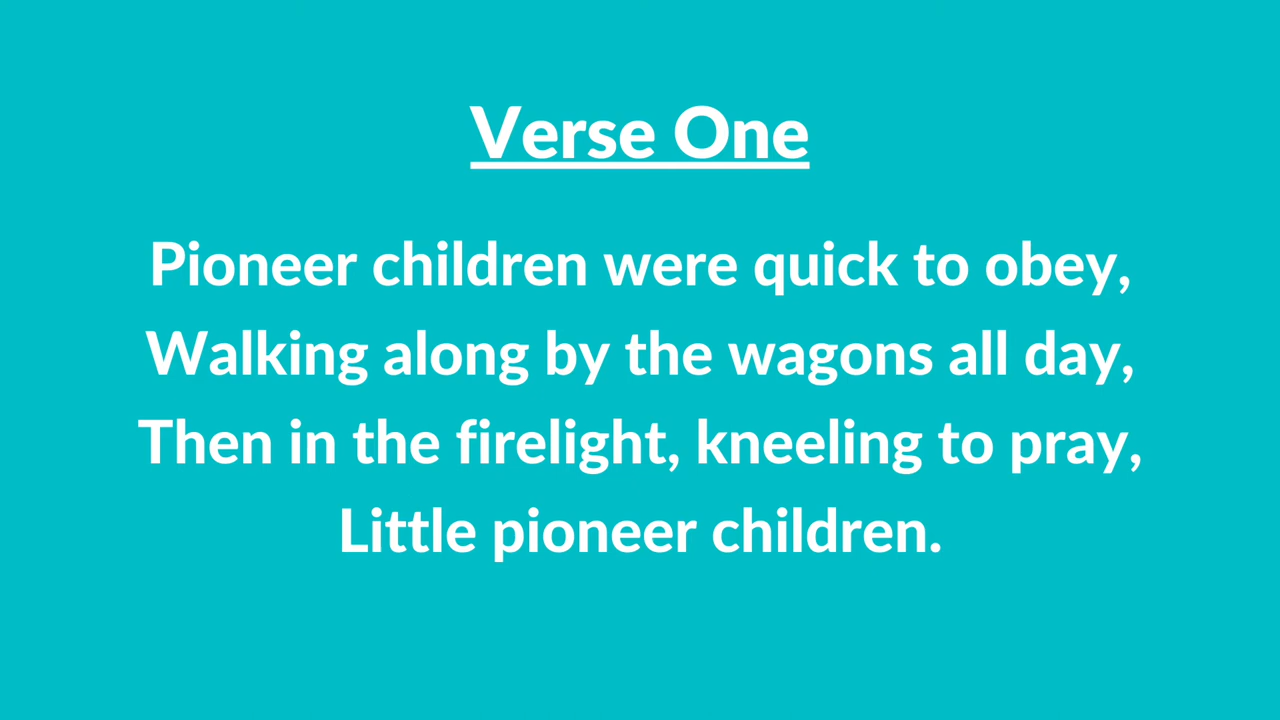 Verse One
Pioneer children were quick to obey,
Walking along by the wagons all day,
Then in the firelight, kneeling to pray,
Little pioneer children.